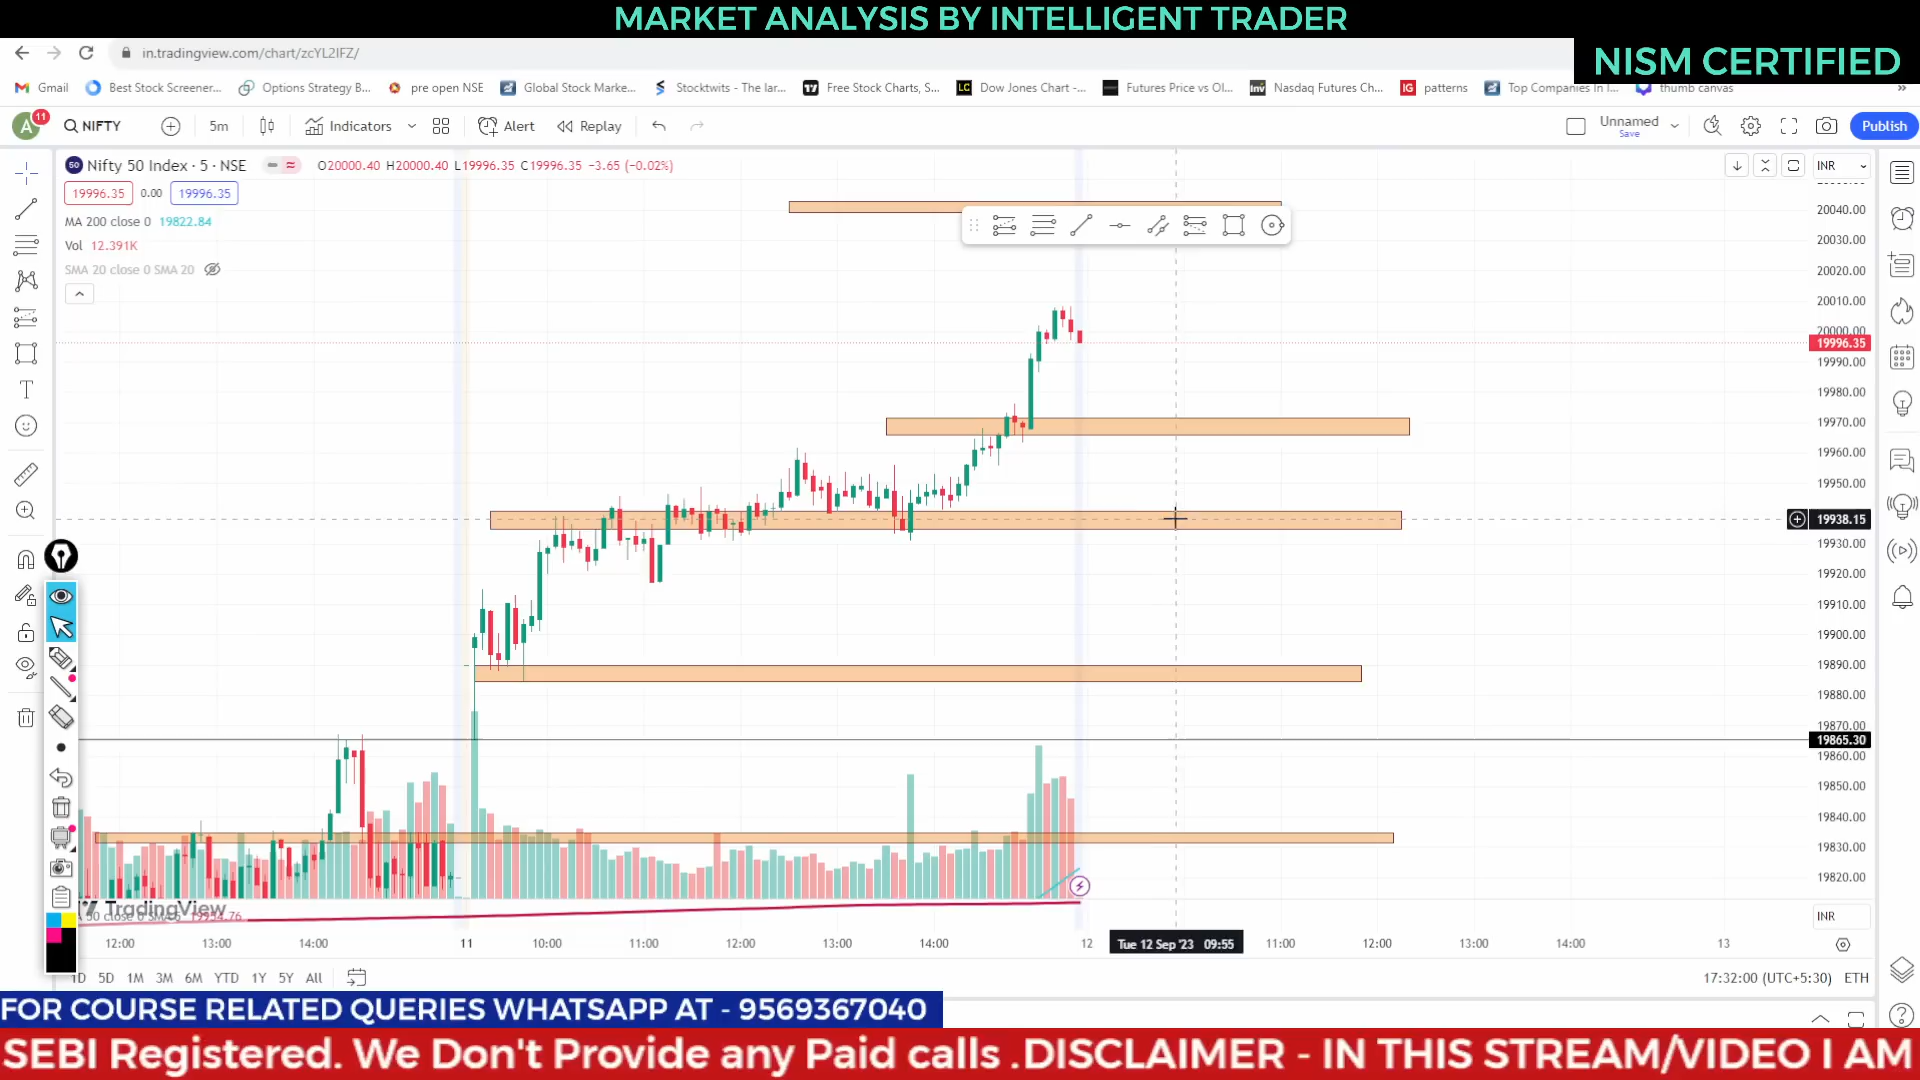 MARKET ANALYSIS BY INTELLIGENT TRADER
NISM CERTIFIED
in.tradingview.com/chart/zcYL2IFZ/
Gmail Best Stock Screener... Options Strategy B... pre open NSE Global Stock Marke... Stocktwits - The lar... Free Stock Charts, S... Dow Jones Chart -... Futures Price vs Ol... Nasdaq Futures Ch... patterns Top Companies In I... thumb canvas »
A 11 NIFTY 5m Indicators Alert Replay Unnamed Save Publish
50 Nifty 50 Index · 5 · NSE O20000.40 H20000.40 L19996.35 C19996.35 −3.65 (−0.02%) INR
19996.35 0.00 19996.35
MA 200 close 0 19822.84
Vol 12.391K
SMA 20 close 0 SMA 20
20040.00
20030.00
20020.00
20010.00
20000.00
19996.35
19990.00
19980.00
19970.00
19960.00
19950.00
19938.15
19930.00
19920.00
19910.00
19900.00
19890.00
19880.00
19870.00
19865.30
19860.00
19850.00
19840.00
19830.00
19820.00
TradingView
INR
12:00 13:00 14:00 11 10:00 11:00 12:00 13:00 14:00 12 Tue 12 Sep '23 09:55 11:00 12:00 13:00 14:00 13
5D 1M 3M 6M YTD 1Y 5Y All 17:32:00 (UTC+5:30) ETH
FOR COURSE RELATED QUERIES WHATSAPP AT - 9569367040
SEBI Registered. We Don't Provide any Paid calls .DISCLAIMER - IN THIS STREAM/VIDEO I AM